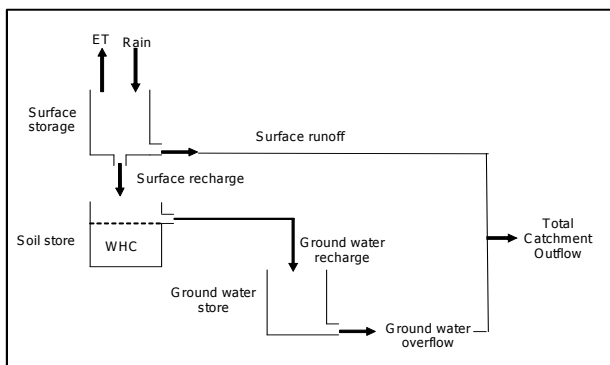 ET
Rain
Surface
storage
Surface runoff
Surface recharge
Soil store
WHC
Ground water
recharge
Total
Catchment
Outflow
Ground water
store
Ground water
overflow